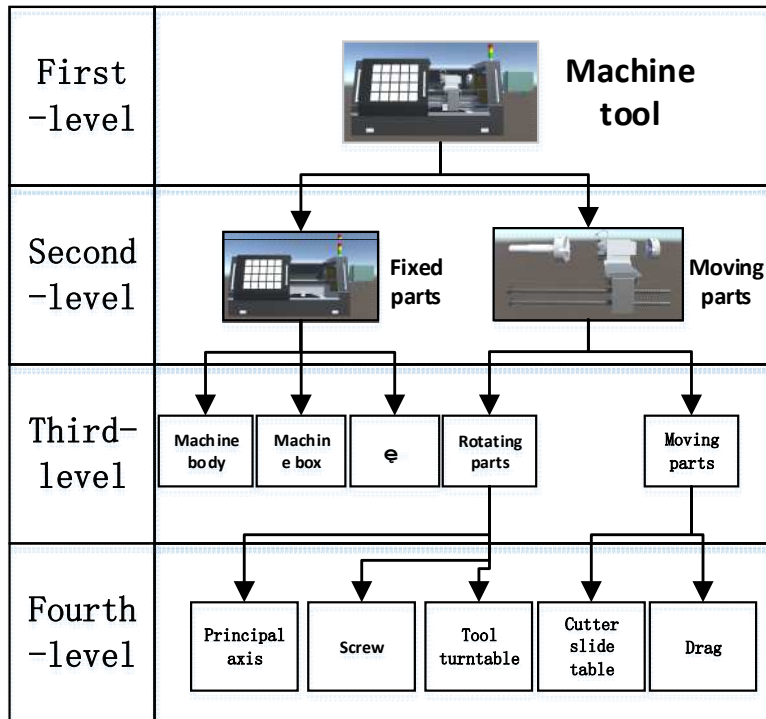 First
-level
Machine
tool
Second
-level
Fixed
parts
Moving
parts
Third-
level
Machine
body
Machin
e box
ẹ
Rotating
parts
Moving
parts
Fourth
-level
Principal
axis
Screw
Tool
turntable
Cutter
slide
table
Drag